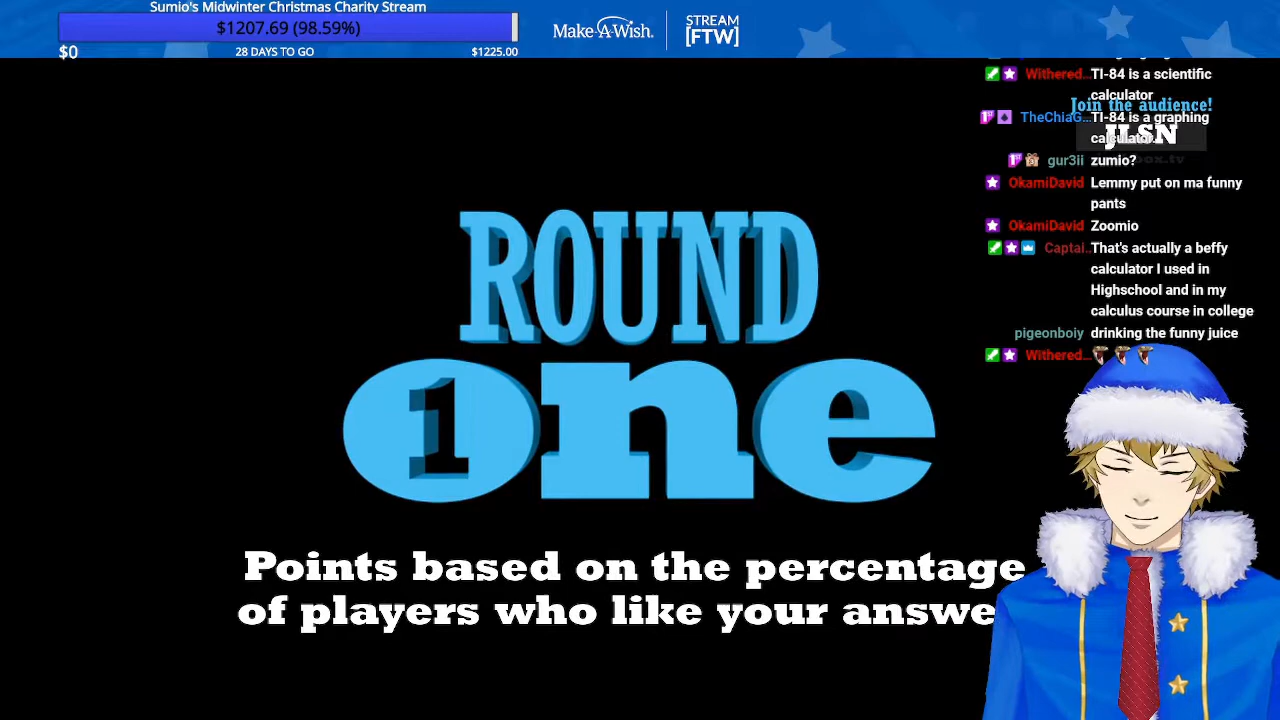 Sumio's Midwinter Christmas Charity Stream
$1207.69 (98.59%)
$0
28 DAYS TO GO
$1225.00
Make-A-Wish.
STREAM
[FTW]
Withered… TI-84 is a scientific
calculator
Join the audience!
TheChiaG… TI-84 is a graphing
calculator
JLSN
gur3ii zumio?
OkamiDavid Lemmy put on ma funny
pants
OkamiDavid Zoomio
Captai… That's actually a beffy
calculator I used in
Highschool and in my
calculus course in college
pigeonboiy drinking the funny juice
Withered…
ROUND
One
1
Points based on the percentage
of players who like your answe